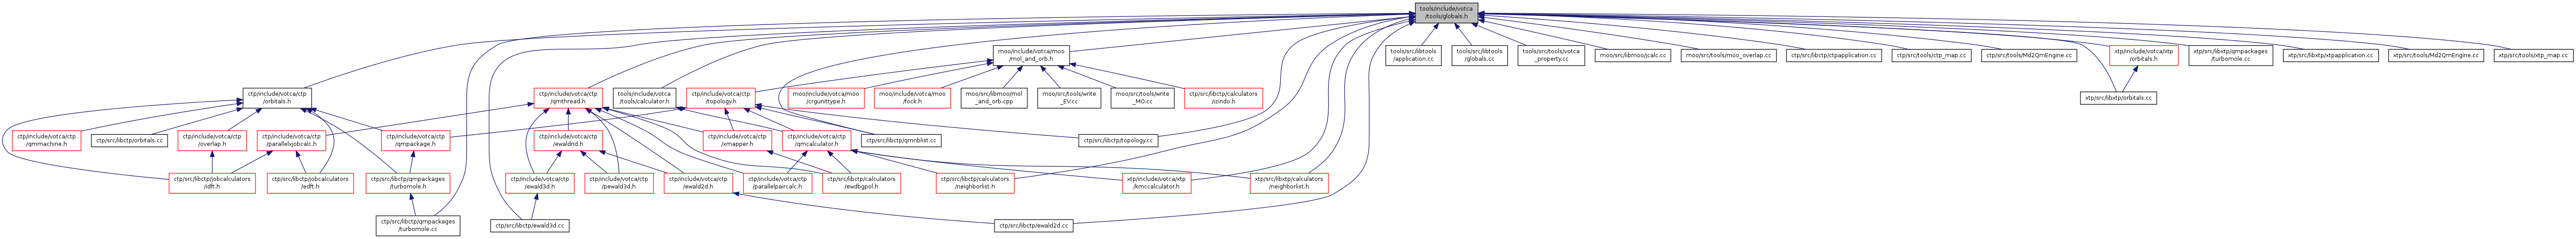 tools/include/votca
/tools/globals.h
moo/include/votca/moo
/mol_and_orb.h
tools/src/libtools
/application.cc
tools/src/libtools
/globals.cc
tools/src/tools/votca
_property.cc
moo/src/libmoo/calc.cc
moo/src/tools/moo_overlap.cc
ctp/src/libctp/ctpapplication.cc
ctp/src/tools/ctp_map.cc
ctp/src/tools/Md2QmEngine.cc
xtp/include/votca/xtp
/orbitals.h
xtp/src/libxtp/qmpackages
/turbomole.cc
xtp/src/libxtp/xtpapplication.cc
xtp/src/tools/Md2QmEngine.cc
xtp/src/tools/xtp_map.cc
ctp/include/votca/ctp
/orbitals.h
ctp/include/votca/ctp
/qmthread.h
tools/include/votca
/tools/calculator.h
ctp/include/votca/ctp
/topology.h
moo/include/votca/moo
/crgunittype.h
moo/include/votca/moo
/fock.h
moo/src/libmoo/mol
_and_orb.cpp
moo/src/tools/write
_EV.cc
moo/src/tools/write
_MO.cc
ctp/src/libctp/calculators
/izindo.h
xtp/src/libxtp/orbitals.cc
ctp/include/votca/ctp
/qmmachine.h
ctp/src/libctp/orbitals.cc
ctp/include/votca/ctp
/overlap.h
ctp/include/votca/ctp
/parallelxjobcalc.h
ctp/include/votca/ctp
/qmpackage.h
ctp/include/votca/ctp
/ewaldnd.h
ctp/include/votca/ctp
/xmapper.h
ctp/include/votca/ctp
/qmcalculator.h
ctp/src/libctp/qmnblist.cc
ctp/src/libctp/topology.cc
ctp/src/libctp/jobcalculators
/idft.h
ctp/src/libctp/jobcalculators
/edft.h
ctp/src/libctp/qmpackages
/turbomole.h
ctp/include/votca/ctp
/ewald3d.h
ctp/include/votca/ctp
/pewald3d.h
ctp/include/votca/ctp
/ewald2d.h
ctp/include/votca/ctp
/parallelpaircalc.h
ctp/src/libctp/calculators
/ewdbgpol.h
ctp/src/libctp/calculators
/neighborlist.h
xtp/include/votca/xtp
/kmccalculator.h
xtp/src/libxtp/calculators
/neighborlist.h
ctp/src/libctp/qmpackages
/turbomole.cc
ctp/src/libctp/ewald3d.cc
ctp/src/libctp/ewald2d.cc